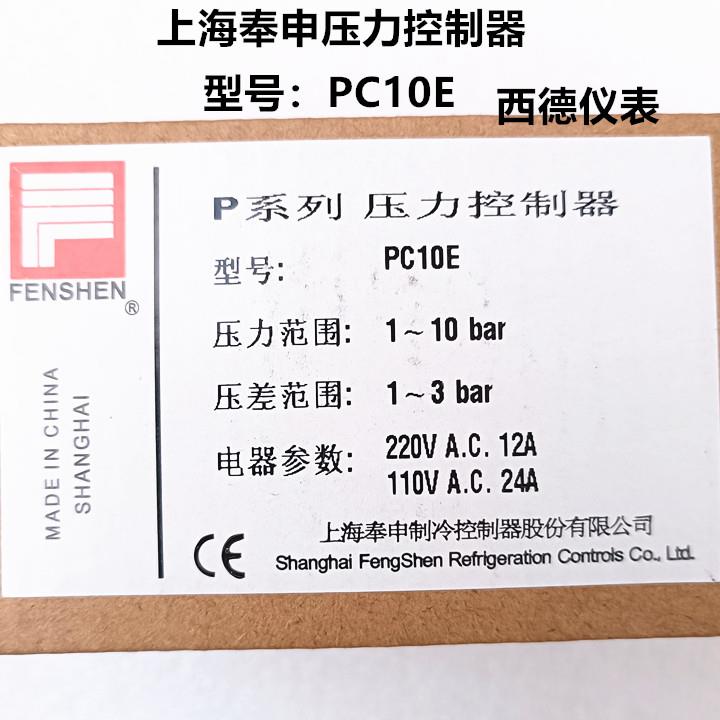 上海奉申压力控制器
型号：PC10E
西德仪表
FENSHEN®
MADE IN CHINA
SHANGHAI
P系列 压力控制器
型号: PC10E
压力范围: 1～10 bar
压差范围: 1～3 bar
电器参数: 220V A.C. 12A
110V A.C. 24A
CE
上海奉申制冷控制器股份有限公司
Shanghai FengShen Refrigeration Controls Co., Ltd.